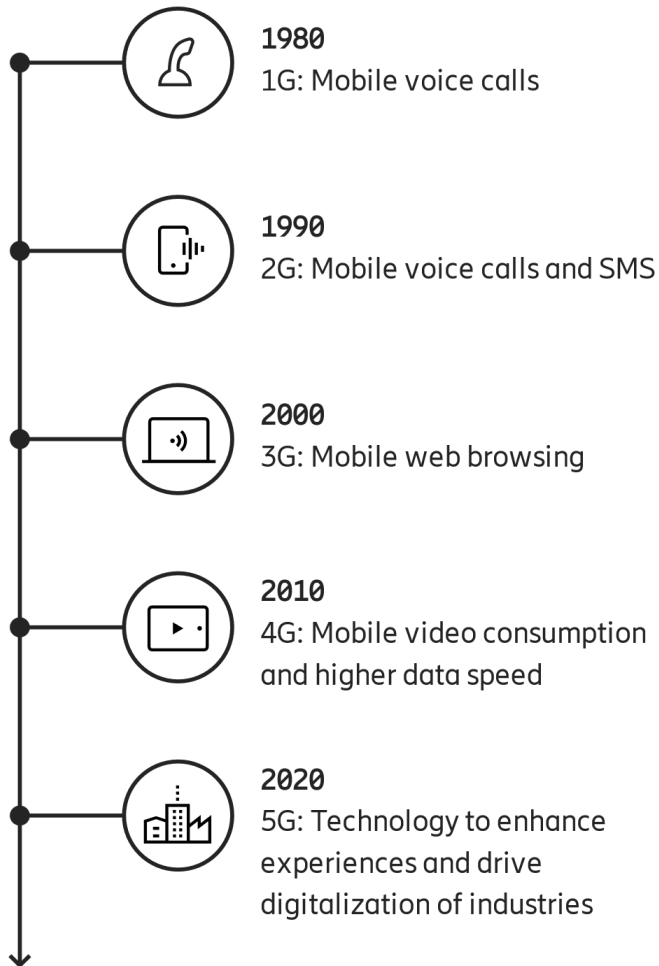 1980
1G: Mobile voice calls
1990
2G: Mobile voice calls and SMS
2000
3G: Mobile web browsing
2010
4G: Mobile video consumption
and higher data speed
2020
5G: Technology to enhance
experiences and drive
digitalization of industries